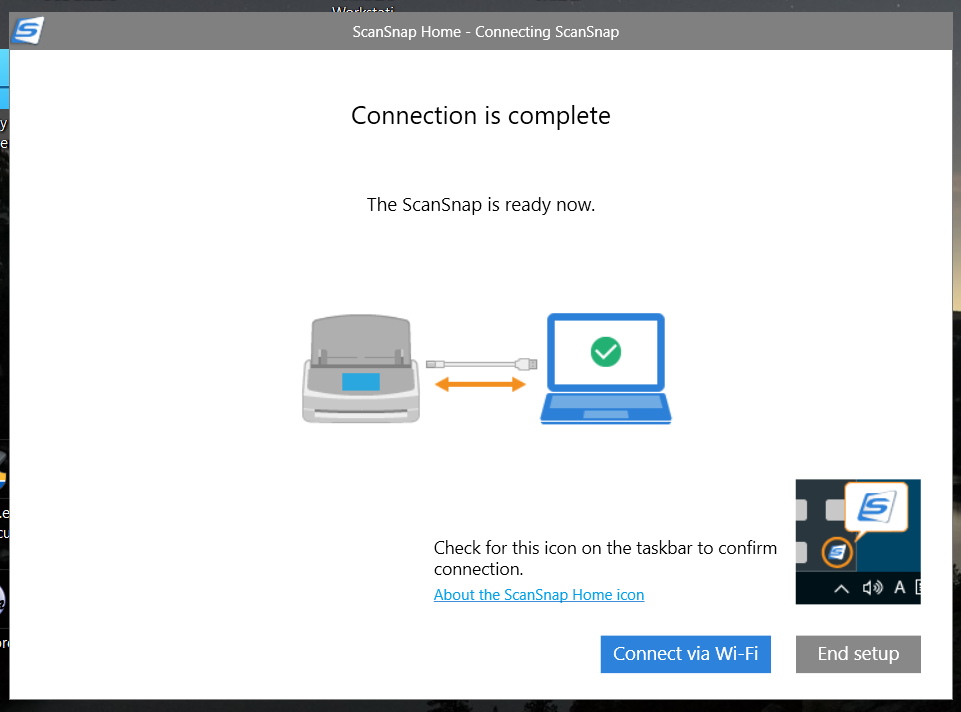 ScanSnap Home - Connecting ScanSnap
Connection is complete
The ScanSnap is ready now.
Check for this icon on the taskbar to confirm
connection.
About the ScanSnap Home icon
A
Connect via Wi-Fi
End setup